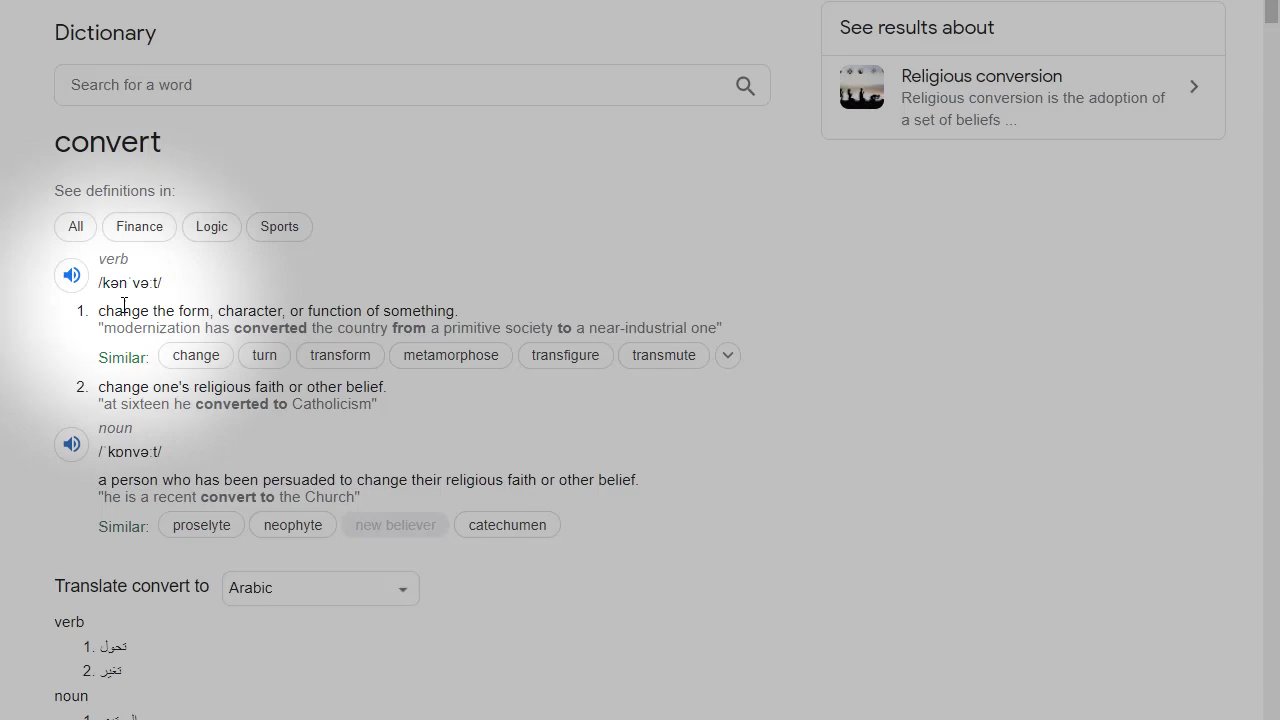 Dictionary
See results about
Search for a word
Religious conversion
Religious conversion is the adoption of
a set of beliefs ...
convert
See definitions in:
All Finance Logic Sports
verb
/kənˈvəːt/
1. change the form, character, or function of something.
"modernization has converted the country from a primitive society to a near-industrial one"
Similar: change turn transform metamorphose transfigure transmute
2. change one's religious faith or other belief.
"at sixteen he converted to Catholicism"
noun
/ˈkɒnvəːt/
a person who has been persuaded to change their religious faith or other belief.
"he is a recent convert to the Church"
Similar: proselyte neophyte new believer catechumen
Translate convert to Arabic
verb
1. تحول
2. تغير
noun